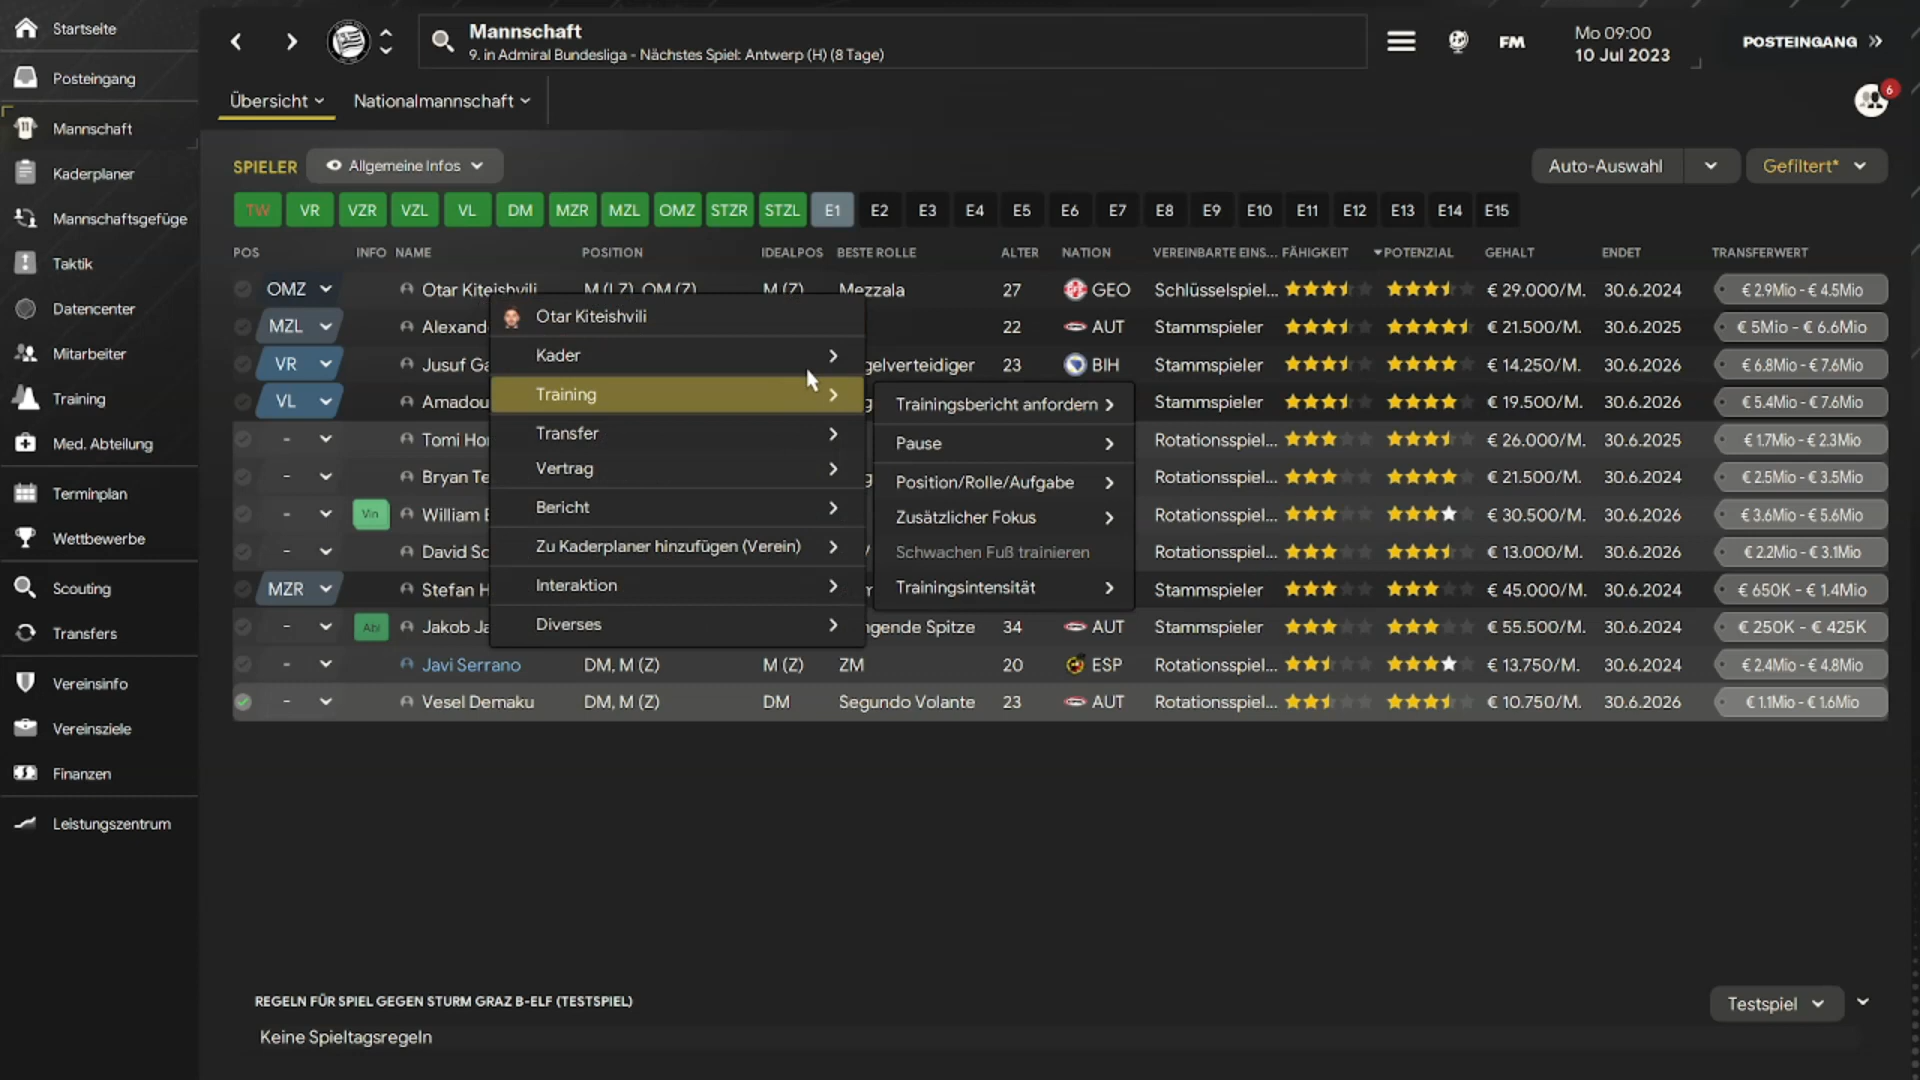 Startseite
Posteingang
Mannschaft
Kaderplaner
Mannschaftsgefüge
Taktik
Datencenter
Mitarbeiter
Training
Med. Abteilung
Terminplan
Wettbewerbe
Scouting
Transfers
Vereinsinfo
Vereinsziele
Finanzen
Leistungszentrum
Mannschaft
9. in Admiral Bundesliga - Nächstes Spiel: Antwerp (H) (8 Tage)
FM
Mo 09:00
10 Jul 2023
POSTEINGANG
6
Übersicht Nationalmannschaft
SPIELER Allgemeine Infos Auto-Auswahl Gefiltert*
TW VR VZR VZL VL DM MZR MZL OMZ STZR STZL E1 E2 E3 E4 E5 E6 E7 E8 E9 E10 E11 E12 E13 E14 E15
POS INFO NAME POSITION IDEALPOS BESTE ROLLE ALTER NATION VEREINBARTE EINS... FÄHIGKEIT POTENZIAL GEHALT ENDET TRANSFERWERT
OMZ Otar Kiteishvili M (LZ), OM (Z) M (Z) Mezzala 27 GEO Schlüsselspiel... € 29.000/M. 30.6.2024 € 2.9Mio - € 4.5Mio
MZL Alexand 22 AUT Stammspieler € 21.500/M. 30.6.2025 € 5Mio - € 6.6Mio
VR Jusuf Ga gelverteidiger 23 BIH Stammspieler € 14.250/M. 30.6.2026 € 6.8Mio - € 7.6Mio
VL Amadou Stammspieler € 19.500/M. 30.6.2026 € 5.4Mio - € 7.6Mio
- Tomi Hor Rotationsspiel... € 26.000/M. 30.6.2025 € 1.7Mio - € 2.3Mio
- Bryan Te Rotationsspiel... € 21.500/M. 30.6.2025 € 2.5Mio - € 3.5Mio
- Vin William Rotationsspiel... € 30.500/M. 30.6.2026 € 3.6Mio - € 5.6Mio
- David Sc Rotationsspiel... € 13.000/M. 30.6.2026 € 2.2Mio - € 3.1Mio
MZR Stefan H Stammspieler € 45.000/M. 30.6.2024 € 650K - € 1.4Mio
- Abl Jakob Ja ngende Spitze 34 AUT Stammspieler € 55.500/M. 30.6.2024 € 250K - € 425K
- Javi Serrano DM, M (Z) M (Z) ZM 20 ESP Rotationsspiel... € 13.750/M. 30.6.2024 € 2.4Mio - € 4.8Mio
- Vesel Demaku DM, M (Z) DM Segundo Volante 23 AUT Rotationsspiel... € 10.750/M. 30.6.2026 € 1.1Mio - € 1.6Mio
Otar Kiteishvili
Kader
Training
Transfer
Vertrag
Bericht
Zu Kaderplaner hinzufügen (Verein)
Interaktion
Diverses
Trainingsbericht anfordern
Pause
Position/Rolle/Aufgabe
Zusätzlicher Fokus
Schwachen Fuß trainieren
Trainingsintensität
REGELN FÜR SPIEL GEGEN STURM GRAZ B-ELF (TESTSPIEL)
Testspiel
Keine Spieltagsregeln